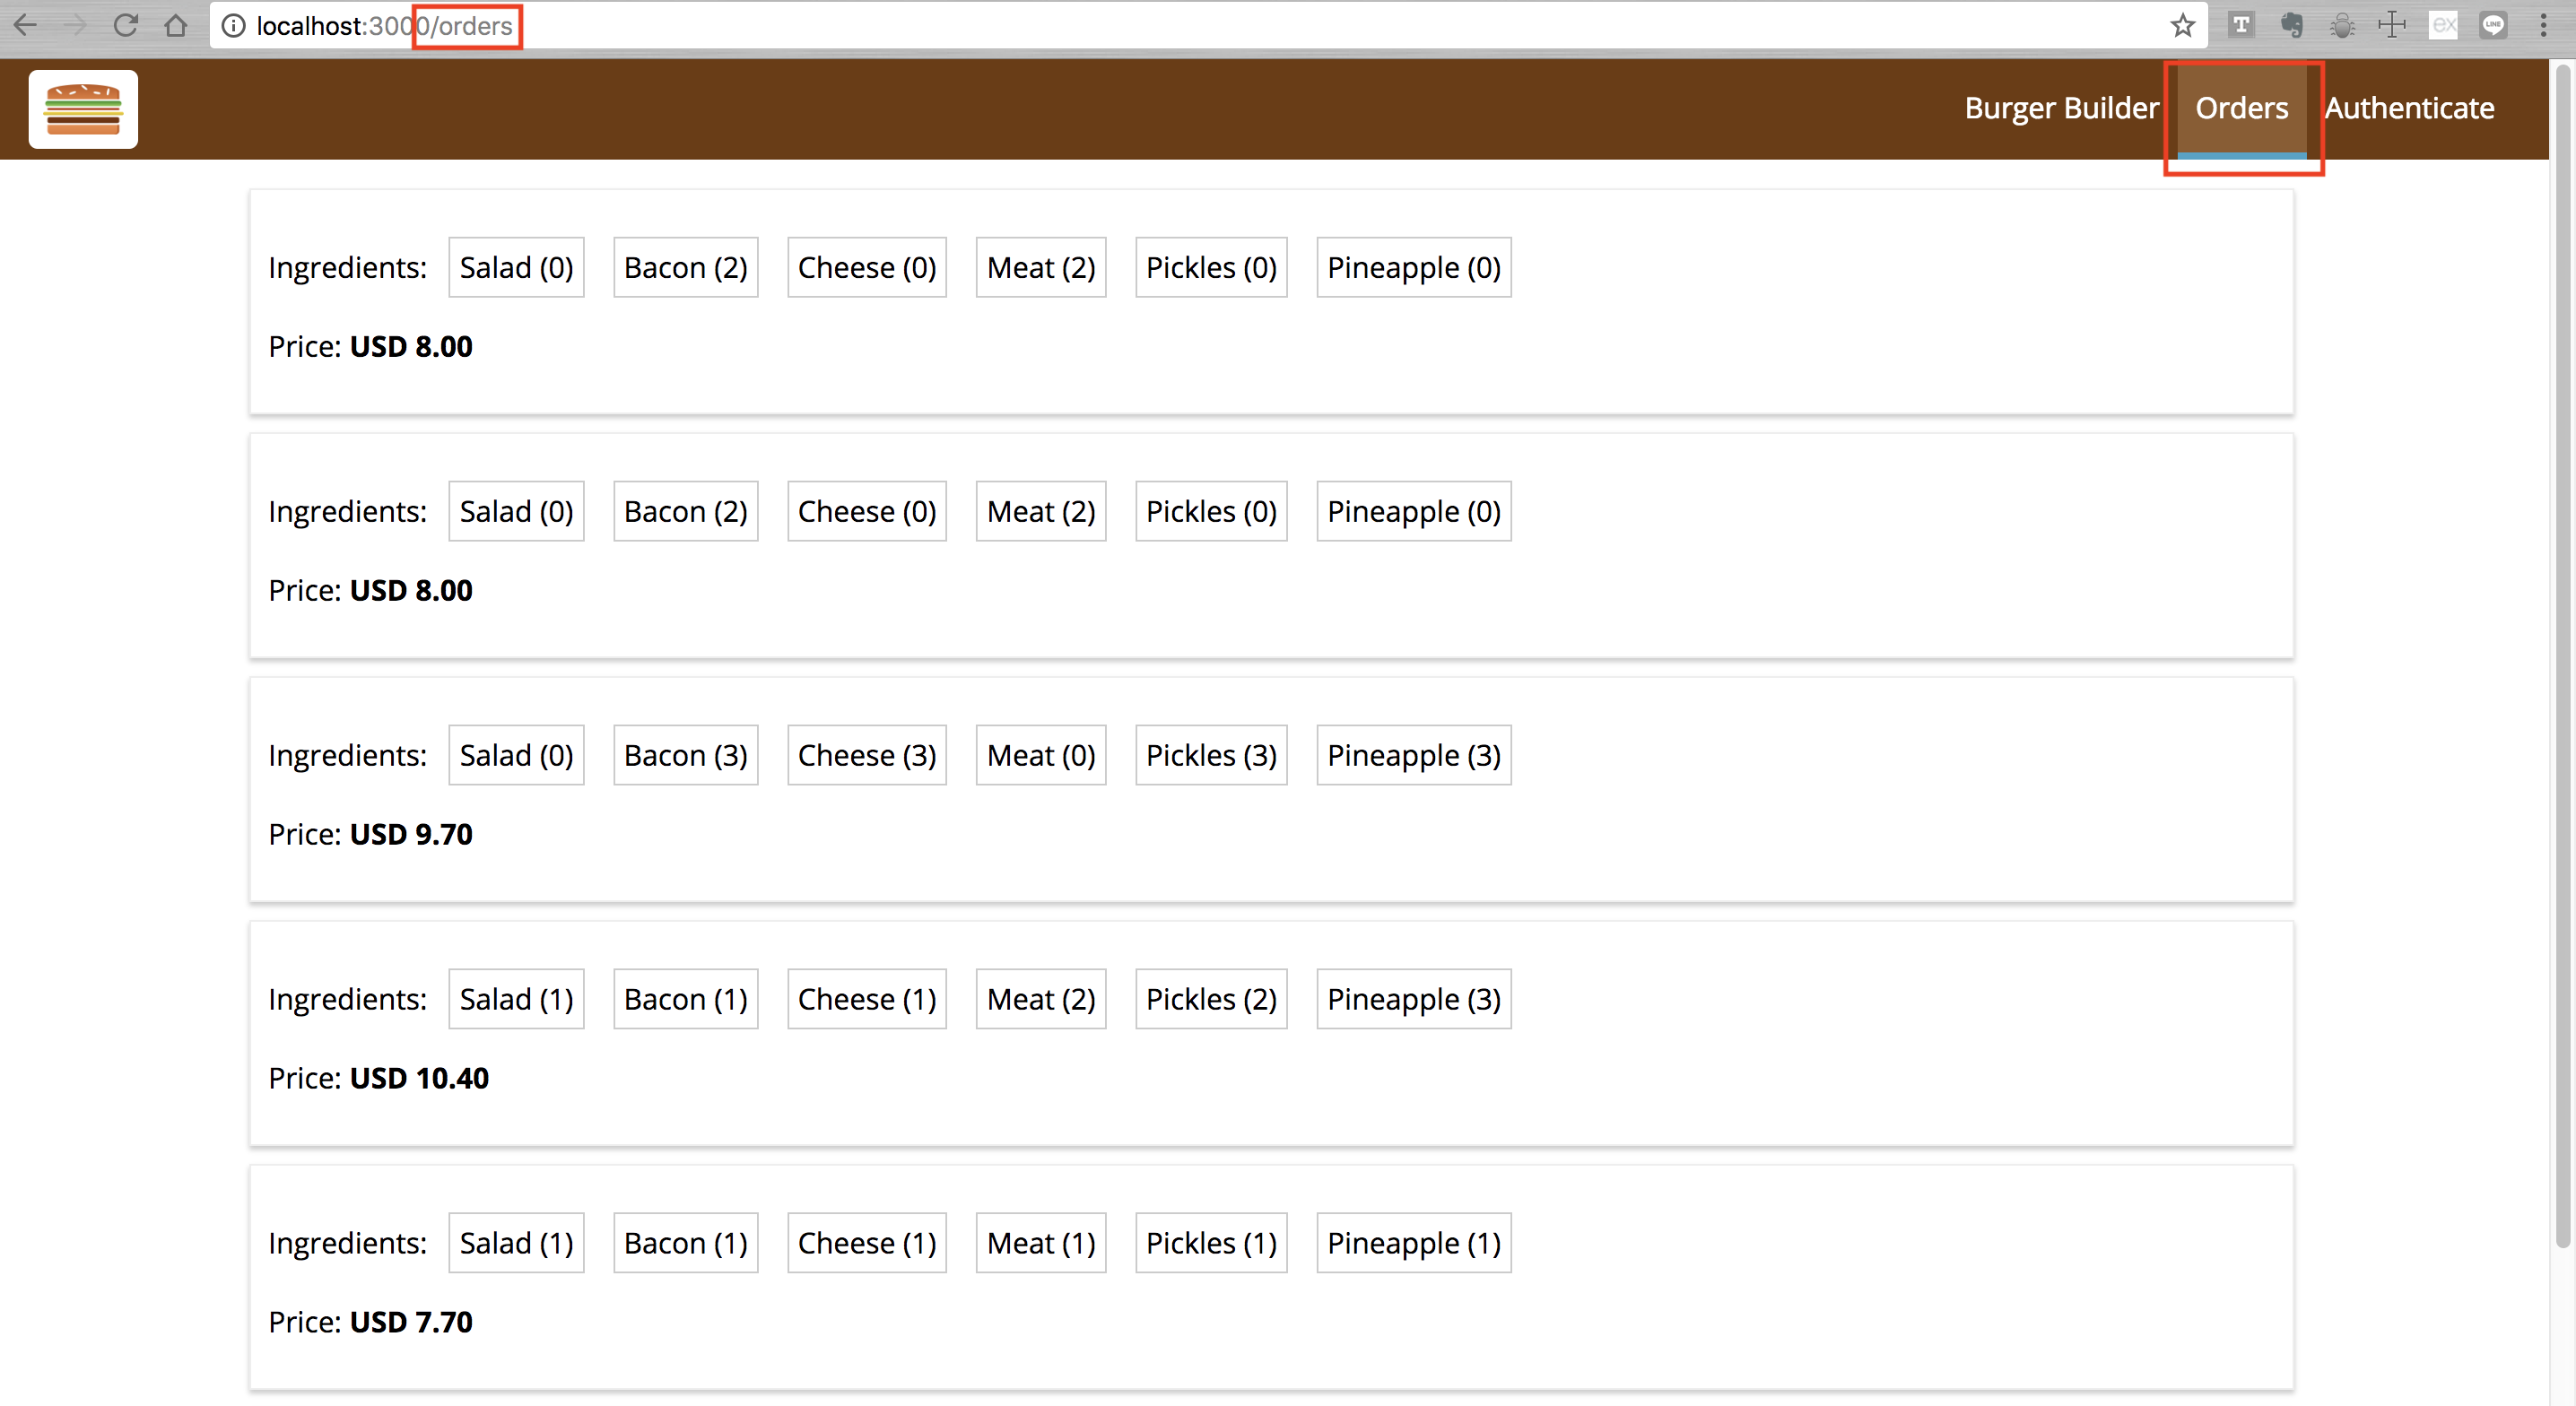 localhost:3000/orders
Burger Builder Orders Authenticate
Ingredients: Salad (0) Bacon (2) Cheese (0) Meat (2) Pickles (0) Pineapple (0)
Price: USD 8.00
Ingredients: Salad (0) Bacon (2) Cheese (0) Meat (2) Pickles (0) Pineapple (0)
Price: USD 8.00
Ingredients: Salad (0) Bacon (3) Cheese (3) Meat (0) Pickles (3) Pineapple (3)
Price: USD 9.70
Ingredients: Salad (1) Bacon (1) Cheese (1) Meat (2) Pickles (2) Pineapple (3)
Price: USD 10.40
Ingredients: Salad (1) Bacon (1) Cheese (1) Meat (1) Pickles (1) Pineapple (1)
Price: USD 7.70